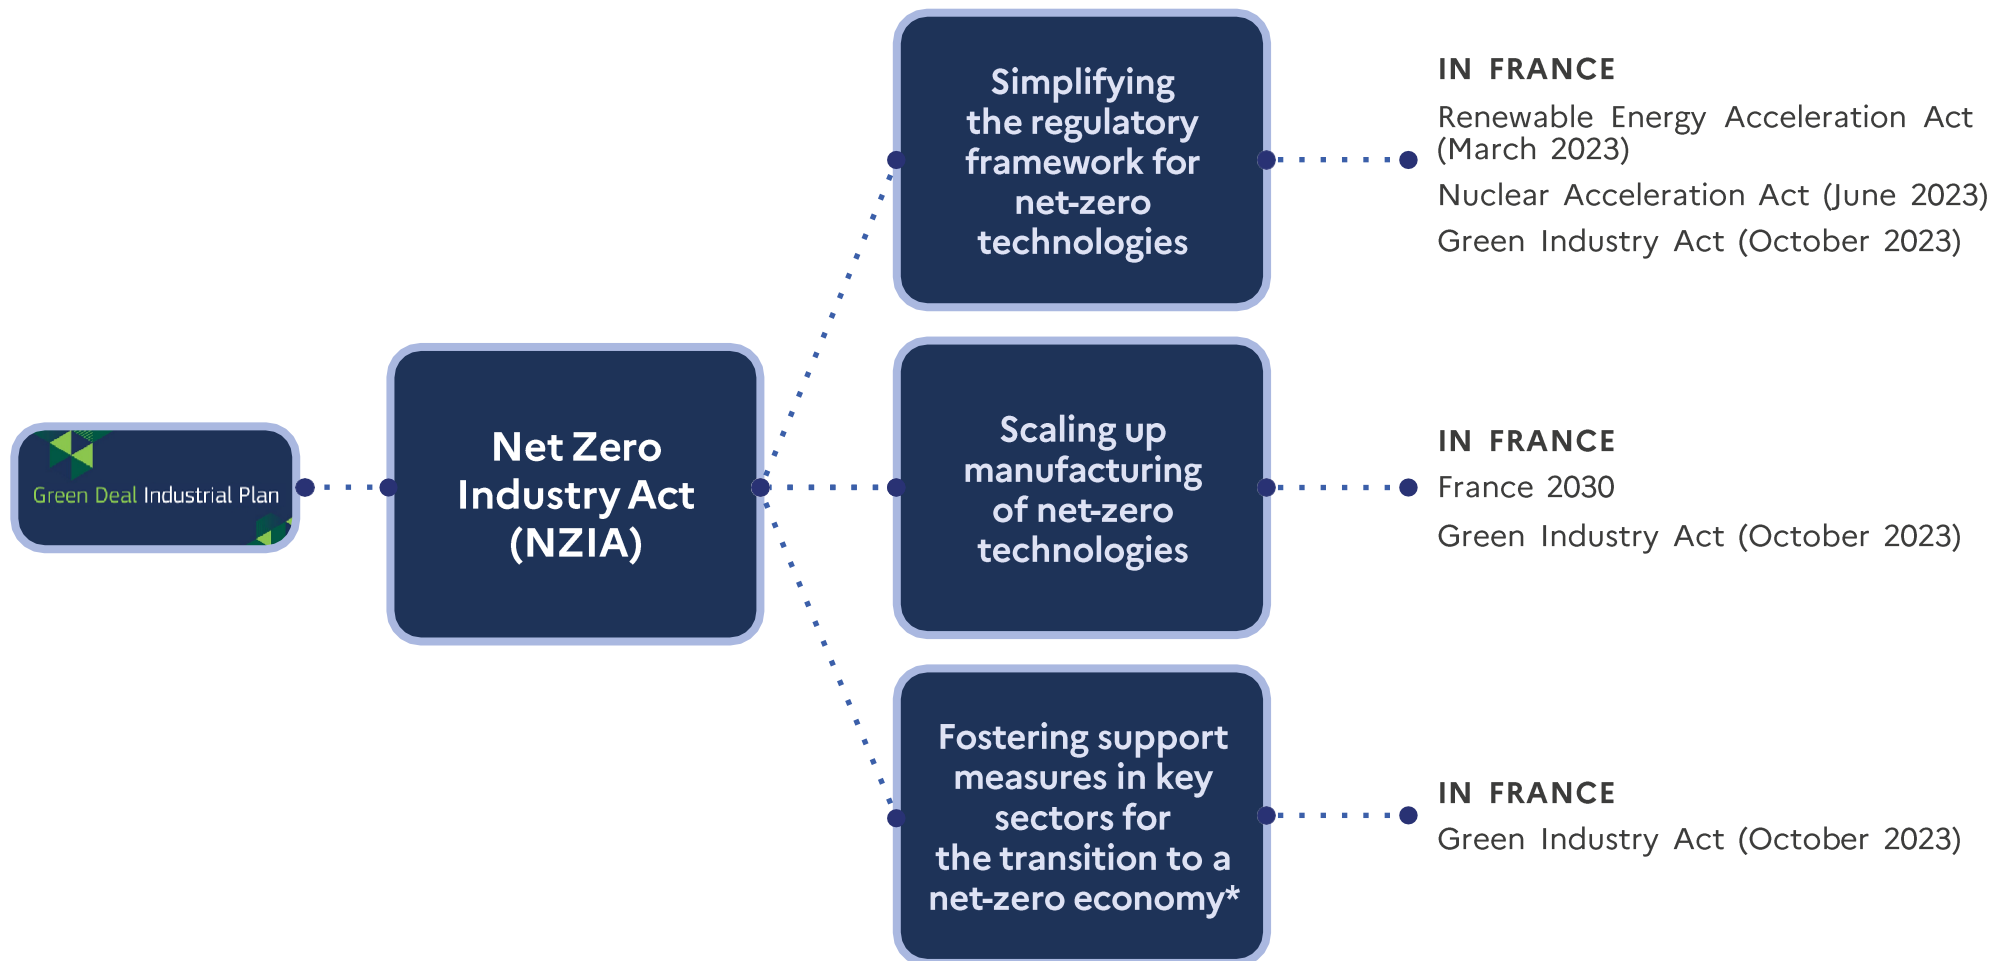 Green Deal Industrial Plan
Net Zero
Industry Act
(NZIA)
Simplifying
the regulatory
framework for
net-zero
technologies
IN FRANCE
Renewable Energy Acceleration Act
(March 2023)
Nuclear Acceleration Act (June 2023)
Green Industry Act (October 2023)
Scaling up
manufacturing
of net-zero
technologies
IN FRANCE
France 2030
Green Industry Act (October 2023)
Fostering support
measures in key
sectors for
the transition to a
net-zero economy*
IN FRANCE
Green Industry Act (October 2023)